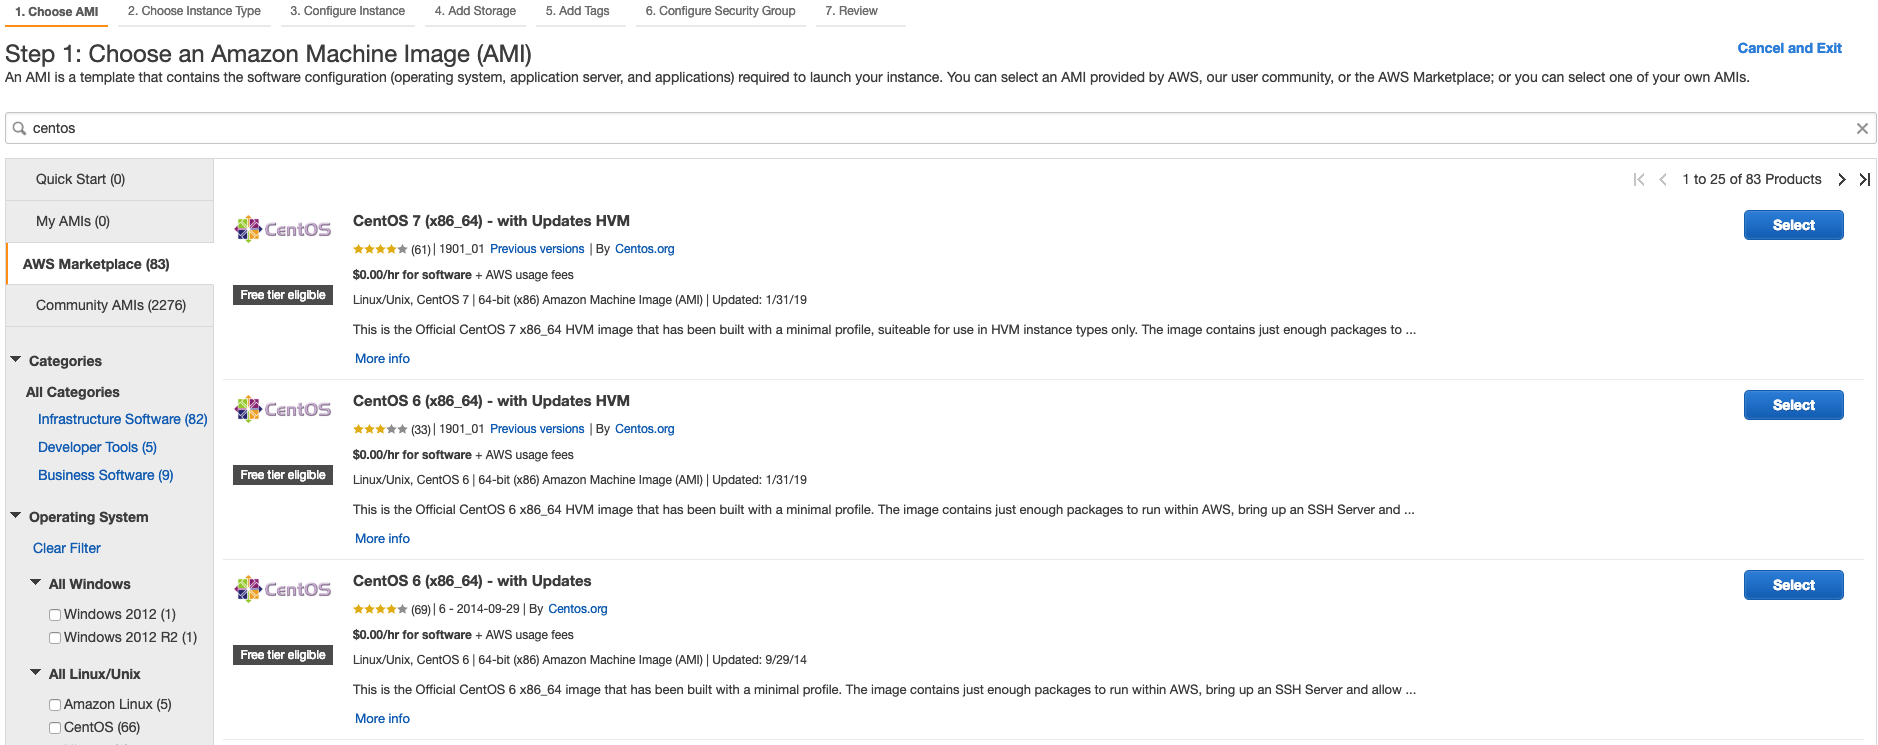 1. Choose AMI 2. Choose Instance Type 3. Configure Instance 4. Add Storage 5. Add Tags 6. Configure Security Group 7. Review
Step 1: Choose an Amazon Machine Image (AMI)
Cancel and Exit
An AMI is a template that contains the software configuration (operating system, application server, and applications) required to launch your instance. You can select an AMI provided by AWS, our user community, or the AWS Marketplace; or you can select one of your own AMIs.
centos
Quick Start (0)
My AMIs (0)
AWS Marketplace (83)
Community AMIs (2276)
Categories
All Categories
Infrastructure Software (82)
Developer Tools (5)
Business Software (9)
Operating System
Clear Filter
All Windows
Windows 2012 (1)
Windows 2012 R2 (1)
All Linux/Unix
Amazon Linux (5)
CentOS (66)
1 to 25 of 83 Products
CentOS
Free tier eligible
CentOS 7 (x86_64) - with Updates HVM
(61) | 1901_01 Previous versions | By Centos.org
$0.00/hr for software + AWS usage fees
Linux/Unix, CentOS 7 | 64-bit (x86) Amazon Machine Image (AMI) | Updated: 1/31/19
This is the Official CentOS 7 x86_64 HVM image that has been built with a minimal profile, suiteable for use in HVM instance types only. The image contains just enough packages to ...
More info
Select
CentOS
Free tier eligible
CentOS 6 (x86_64) - with Updates HVM
(33) | 1901_01 Previous versions | By Centos.org
$0.00/hr for software + AWS usage fees
Linux/Unix, CentOS 6 | 64-bit (x86) Amazon Machine Image (AMI) | Updated: 1/31/19
This is the Official CentOS 6 x86_64 HVM image that has been built with a minimal profile. The image contains just enough packages to run within AWS, bring up an SSH Server and ...
More info
Select
CentOS
Free tier eligible
CentOS 6 (x86_64) - with Updates
(69) | 6 - 2014-09-29 | By Centos.org
$0.00/hr for software + AWS usage fees
Linux/Unix, CentOS 6 | 64-bit (x86) Amazon Machine Image (AMI) | Updated: 9/29/14
This is the Official CentOS 6 x86_64 image that has been built with a minimal profile. The image contains just enough packages to run within AWS, bring up an SSH Server and allow ...
More info
Select